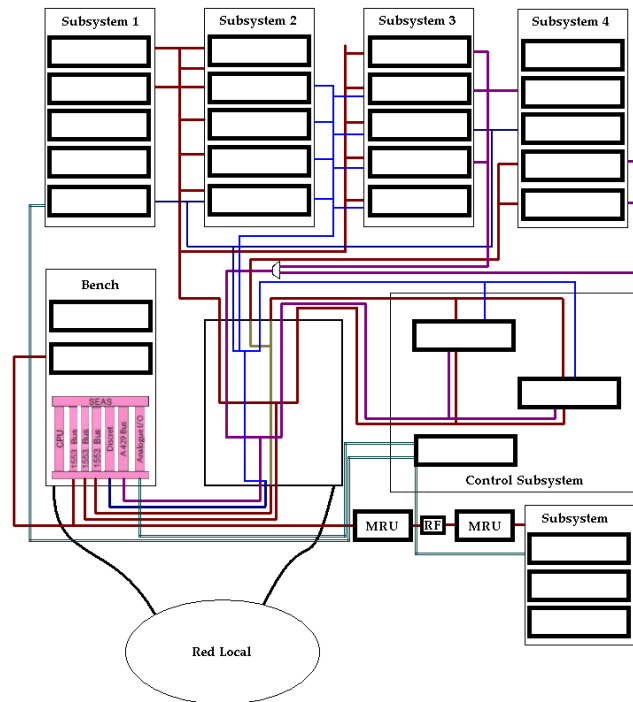 Subsystem 1
Subsystem 2
Subsystem 3
Subsystem 4
Bench
SEAS
CPU
1553 Bus
1553 Bus
1553 Bus
Discret
A 429 Bus
Analogue I/O
Control Subsystem
MRU
RF
MRU
Subsystem
Red Local